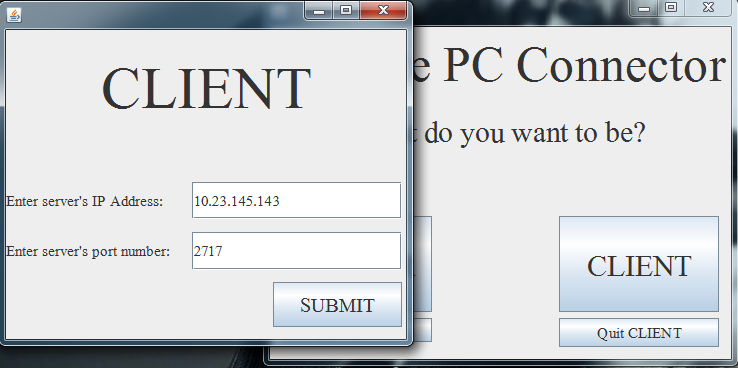 CLIENT
Enter server's IP Address:
10.23.145.143
Enter server's port number:
2717
SUBMIT
e PC Connector
t do you want to be?
CLIENT
Quit CLIENT